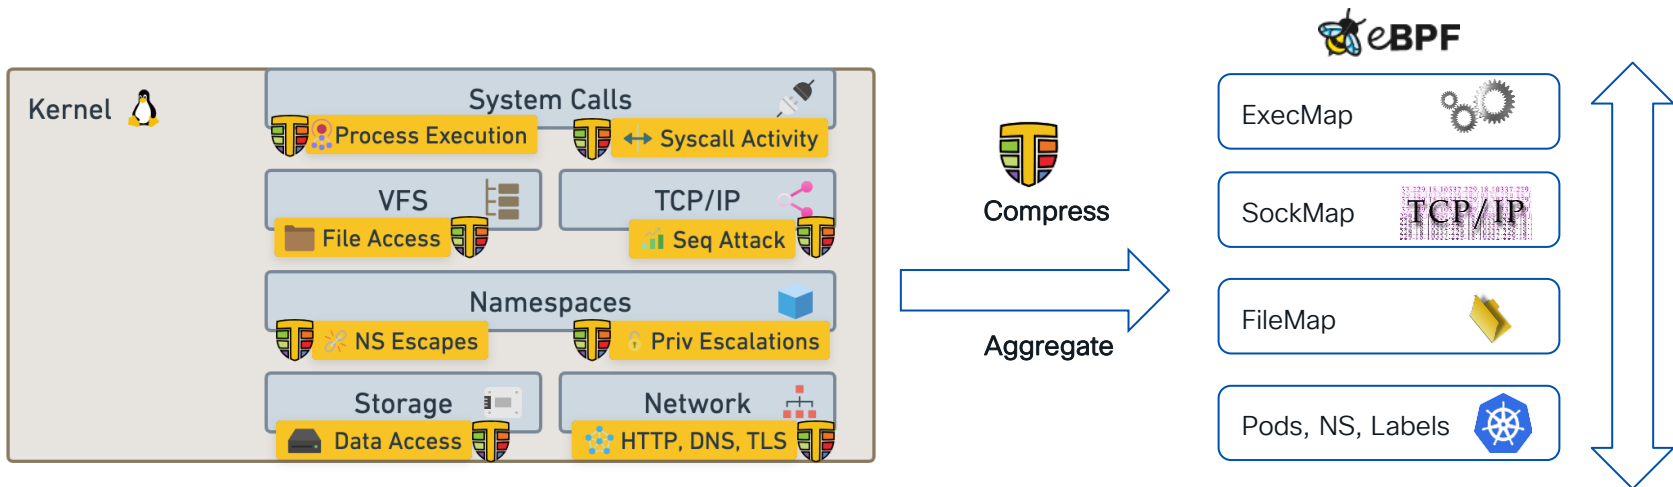 Kernel
System Calls
Process Execution
Syscall Activity
VFS
TCP/IP
File Access
Seq Attack
Namespaces
NS Escapes
Priv Escalations
Storage
Network
Data Access
HTTP, DNS, TLS
Compress
Aggregate
eBPF
ExecMap
SockMap
TCP/IP
FileMap
Pods, NS, Labels